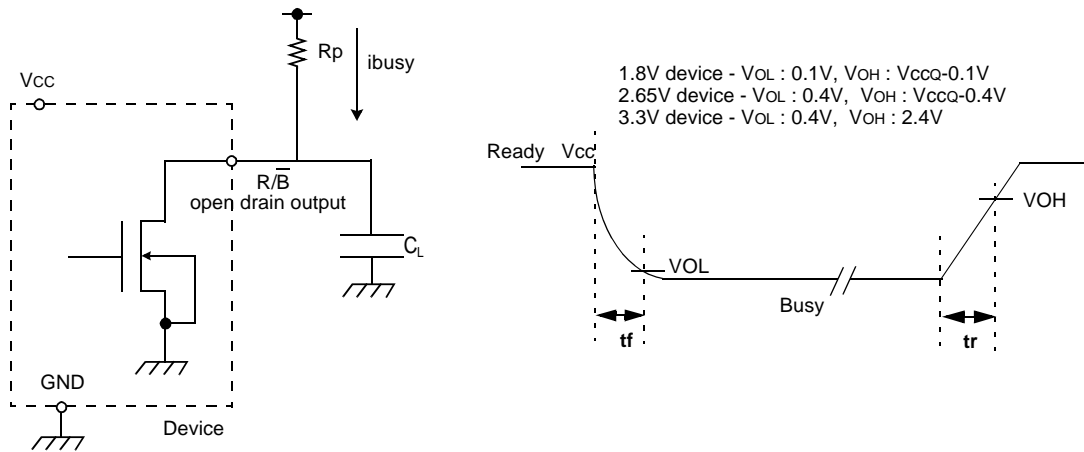 Rp
ibusy
VCC
R/B̅
open drain output
CL
GND
Device
1.8V device - VOL : 0.1V, VOH : VccQ-0.1V
2.65V device - VOL : 0.4V, VOH : VccQ-0.4V
3.3V device - VOL : 0.4V, VOH : 2.4V
Ready Vcc
VOH
VOL
Busy
tf
tr